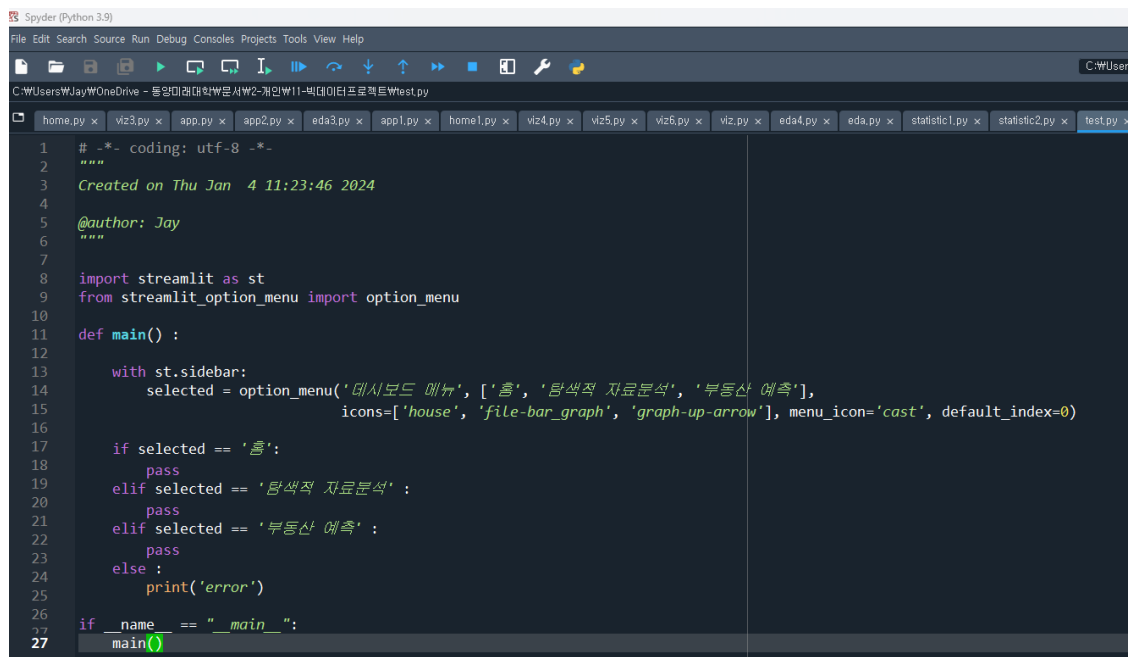 Spyder (Python 3.9)
File Edit Search Source Run Debug Consoles Projects Tools View Help
C:\User
C:₩Users₩Jay₩OneDrive - 동양미래대학₩문서₩2-개인₩11-빅데이터프로젝트₩test.py
home.py × viz3.py × app.py × app2.py × eda3.py × app1.py × home1.py × viz4.py × viz5.py × viz6.py × viz.py × eda4.py × eda.py × statistic1.py × statistic2.py × test.py ×
1 # -*- coding: utf-8 -*-
2 """
3 Created on Thu Jan  4 11:23:46 2024
4
5 @author: Jay
6 """
7
8 import streamlit as st
9 from streamlit_option_menu import option_menu
10
11 def main() :
12
13     with st.sidebar:
14         selected = option_menu('데시보드 메뉴', ['홈', '탐색적 자료분석', '부동산 예측'],
15                                icons=['house', 'file-bar_graph', 'graph-up-arrow'], menu_icon='cast', default_index=0)
16
17     if selected == '홈':
18         pass
19     elif selected == '탐색적 자료분석' :
20         pass
21     elif selected == '부동산 예측' :
22         pass
23     else :
24         print('error')
25
26 if __name__ == "__main__":
27     main()